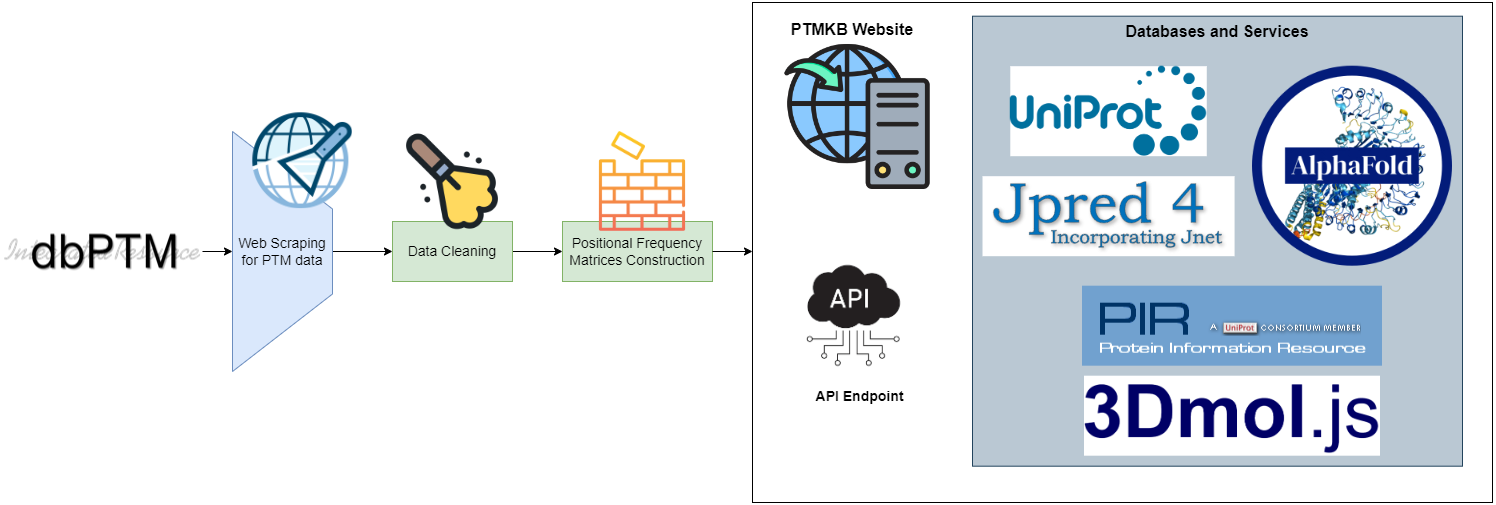 Integrated Resource
dbPTM
Web Scraping
for PTM data
Data Cleaning
Positional Frequency
Matrices Construction
PTMKB Website
API
API Endpoint
Databases and Services
UniProt
AlphaFold
Jpred 4
Incorporating Jnet
PIR A UniProt CONSORTIUM MEMBER
Protein Information Resource
3Dmol.js